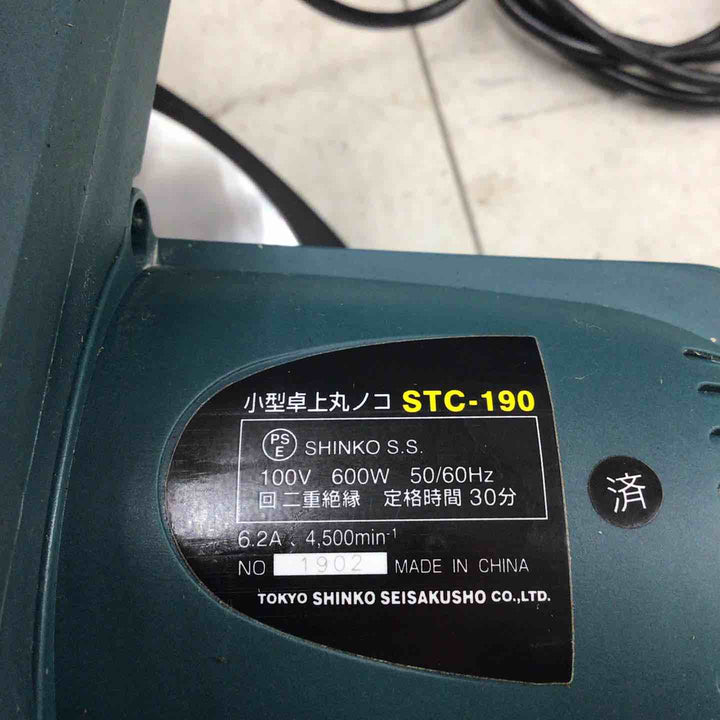 小型卓上丸ノコ STC-190
PS E SHINKO S.S.
100V 600W 50/60Hz
回 二重絶縁 定格時間 30分
6.2A、4,500min-1
NO 1902 MADE IN CHINA
TOKYO SHINKO SEISAKUSHO CO.,LTD.
済